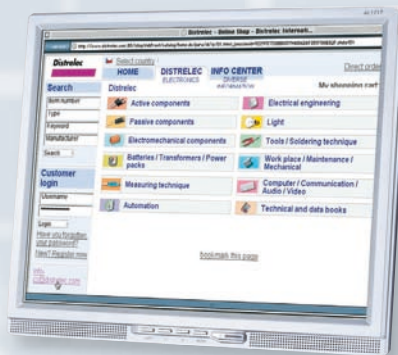 Distrelec - Online Shop - Distrelec Internati...
Distrelec
Select country
HOME
DISTRELEC
ELECTRONICS
INFO CENTER
Direct order
My shopping cart
Search
Item number
Type
Keyword
Manufacturer
Search
Customer
login
Username
Login
Have you forgotten
your password?
New? Register now
Info
Distrelec
Active components
Passive components
Electromechanical components
Batteries / Transformers / Power
packs
Measuring technique
Automation
Electrical engineering
Light
Tools / Soldering technique
Work place / Maintenance /
Mechanical
Computer / Communication /
Audio / Video
Technical and data books
bookmark this page